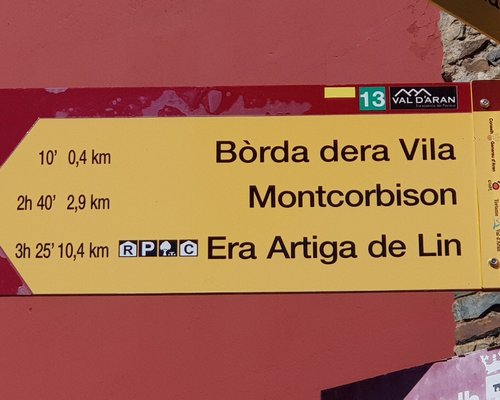 13 VAL D'ARAN
10' 0,4 km Bòrda dera Vila
2h 40' 2,9 km Montcorbison
3h 25' 10,4 km R P C Era Artiga de Lin